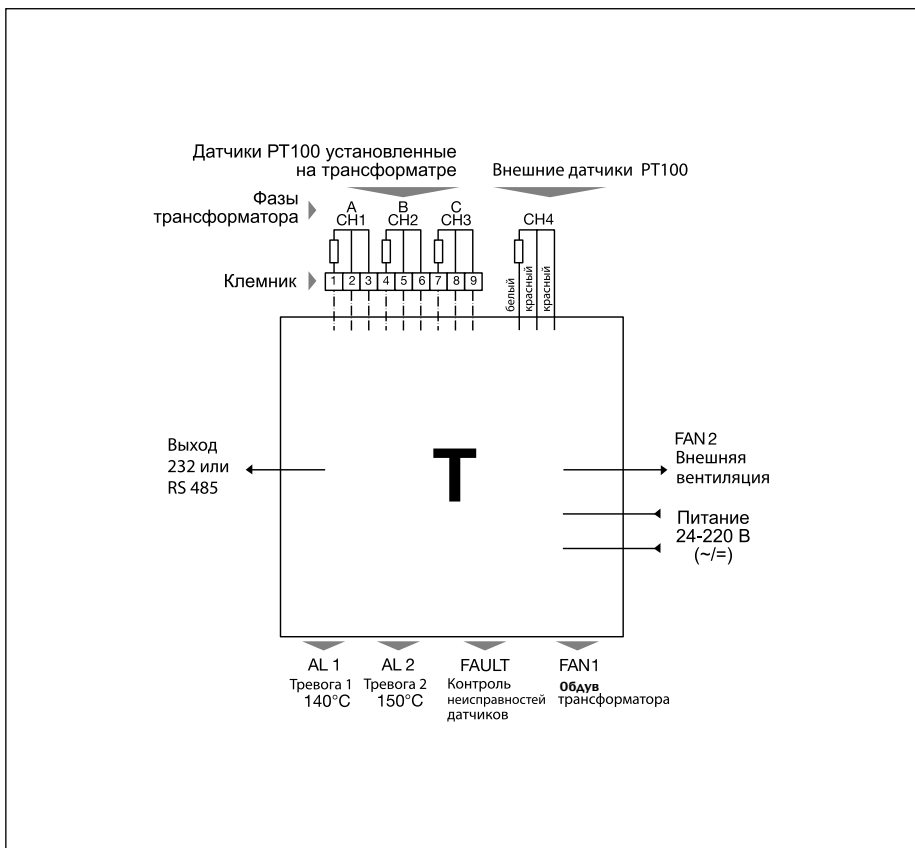 Датчики PT100 установленные
на трансформатре
Внешние датчики PT100
Фазы
трансформатора
A
CH1
B
CH2
C
CH3
CH4
Клемник
1 2 3 4 5 6 7 8 9
белый
красный
красный
Выход
232 или
RS 485
T
FAN 2
Внешняя
вентиляция
Питание
24-220 В
(~/=)
AL 1
Тревога 1
140°C
AL 2
Тревога 2
150°C
FAULT
Контроль
неисправностей
датчиков
FAN1
Обдув
трансформатора